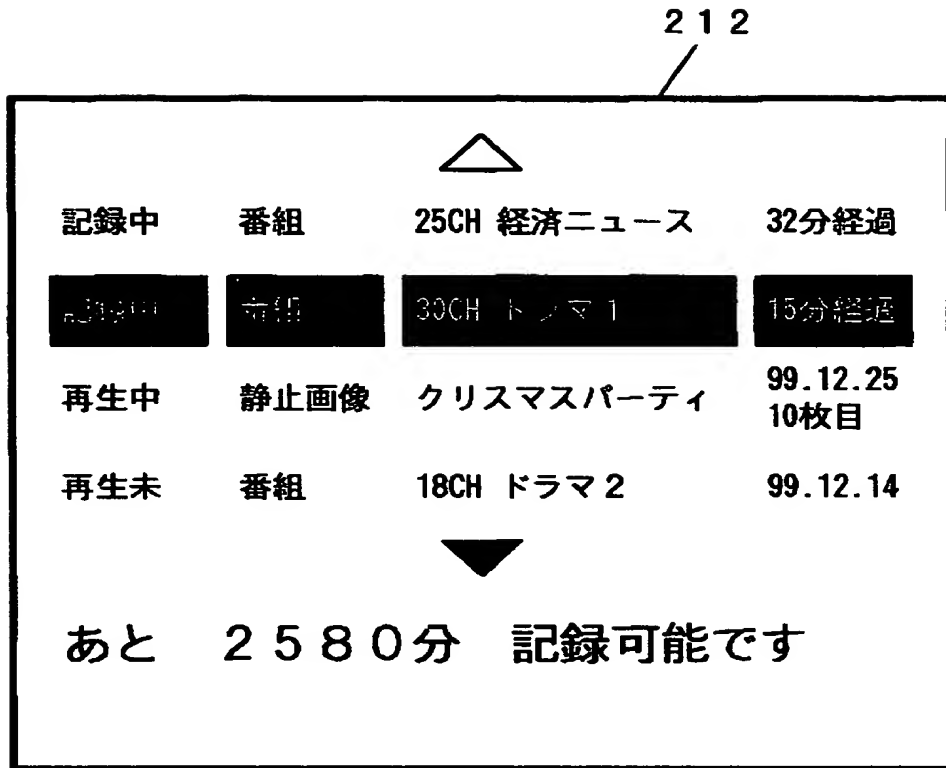 212
記録中 番組 25CH 経済ニュース 32分経過
記録中 番組 30CH ドラマ1 15分経過
再生中 静止画像 クリスマスパーティ 99.12.25 10枚目
再生未 番組 18CH ドラマ2 99.12.14
あと 2580分 記録可能です